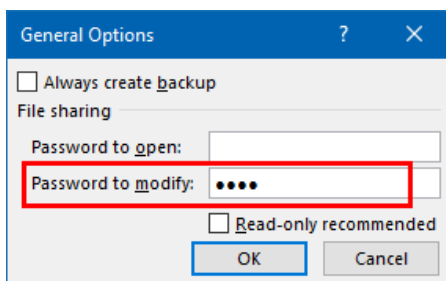 General Options ? ×
Always create backup
File sharing
Password to open:
Password to modify: ••••
Read-only recommended
OK Cancel